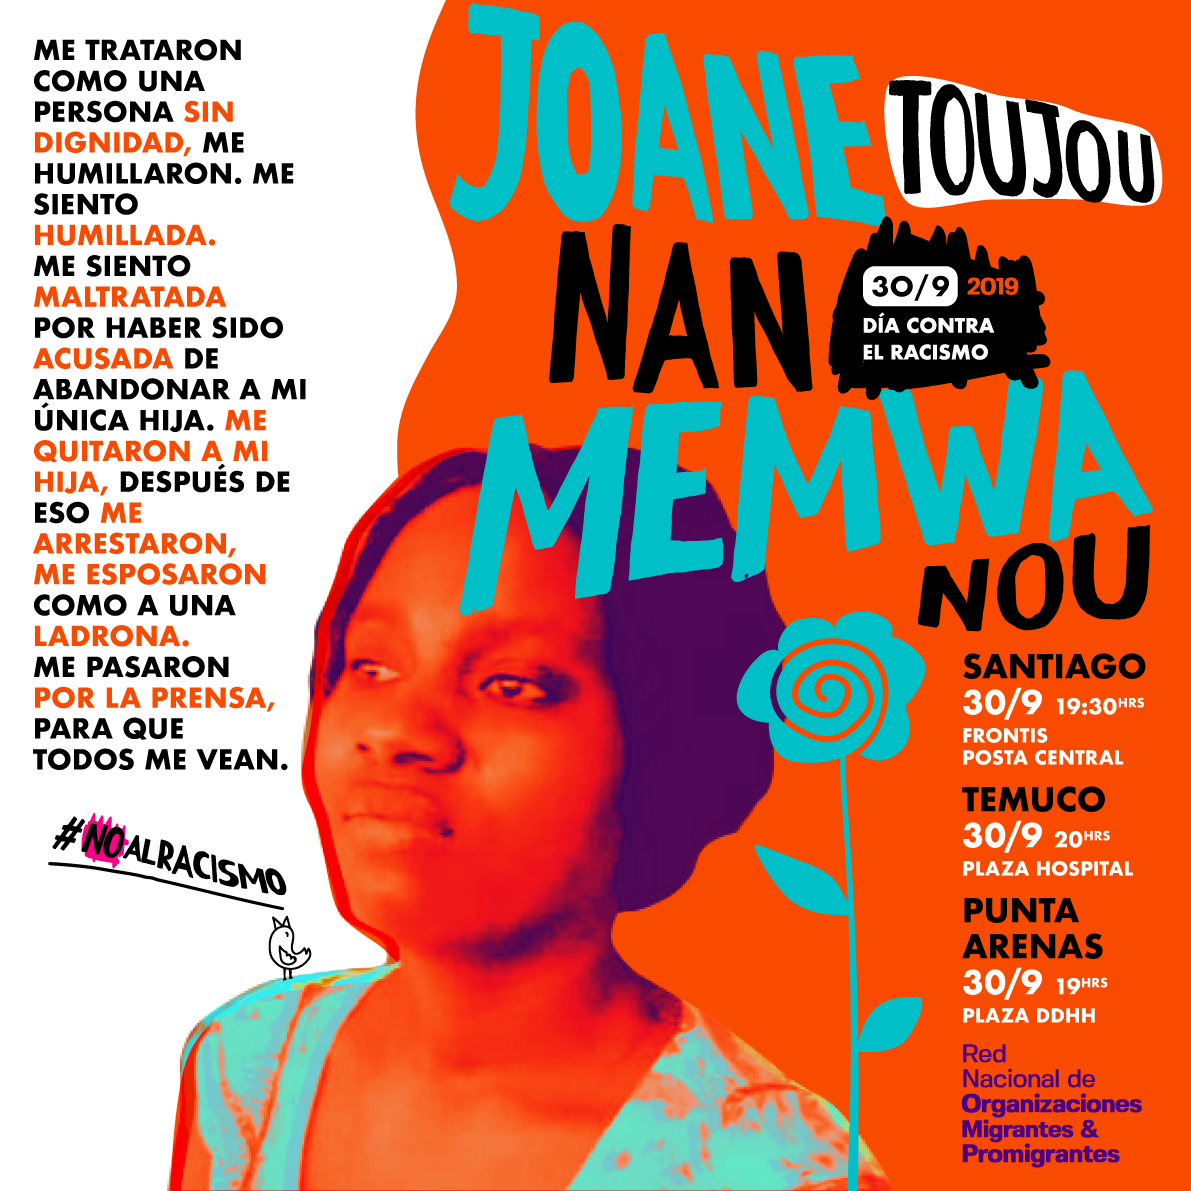 ME TRATARON
COMO UNA
PERSONA SIN
DIGNIDAD, ME
HUMILLARON. ME
SIENTO
HUMILLADA.
ME SIENTO
MALTRATADA
POR HABER SIDO
ACUSADA DE
ABANDONAR A MI
ÚNICA HIJA. ME
QUITARON A MI
HIJA, DESPUÉS DE
ESO ME
ARRESTARON,
ME ESPOSARON
COMO A UNA
LADRONA.
ME PASARON
POR LA PRENSA,
PARA QUE
TODOS ME VEAN.
#NOALRACISMO
JOANE TOUJOU
NAN
30/9 2019
DÍA CONTRA
EL RACISMO
MEMWA
NOU
SANTIAGO
30/9 19:30HRS
FRONTIS
POSTA CENTRAL
TEMUCO
30/9 20HRS
PLAZA HOSPITAL
PUNTA
ARENAS
30/9 19HRS
PLAZA DDHH
Red
Nacional de
Organizaciones
Migrantes &
Promigrantes